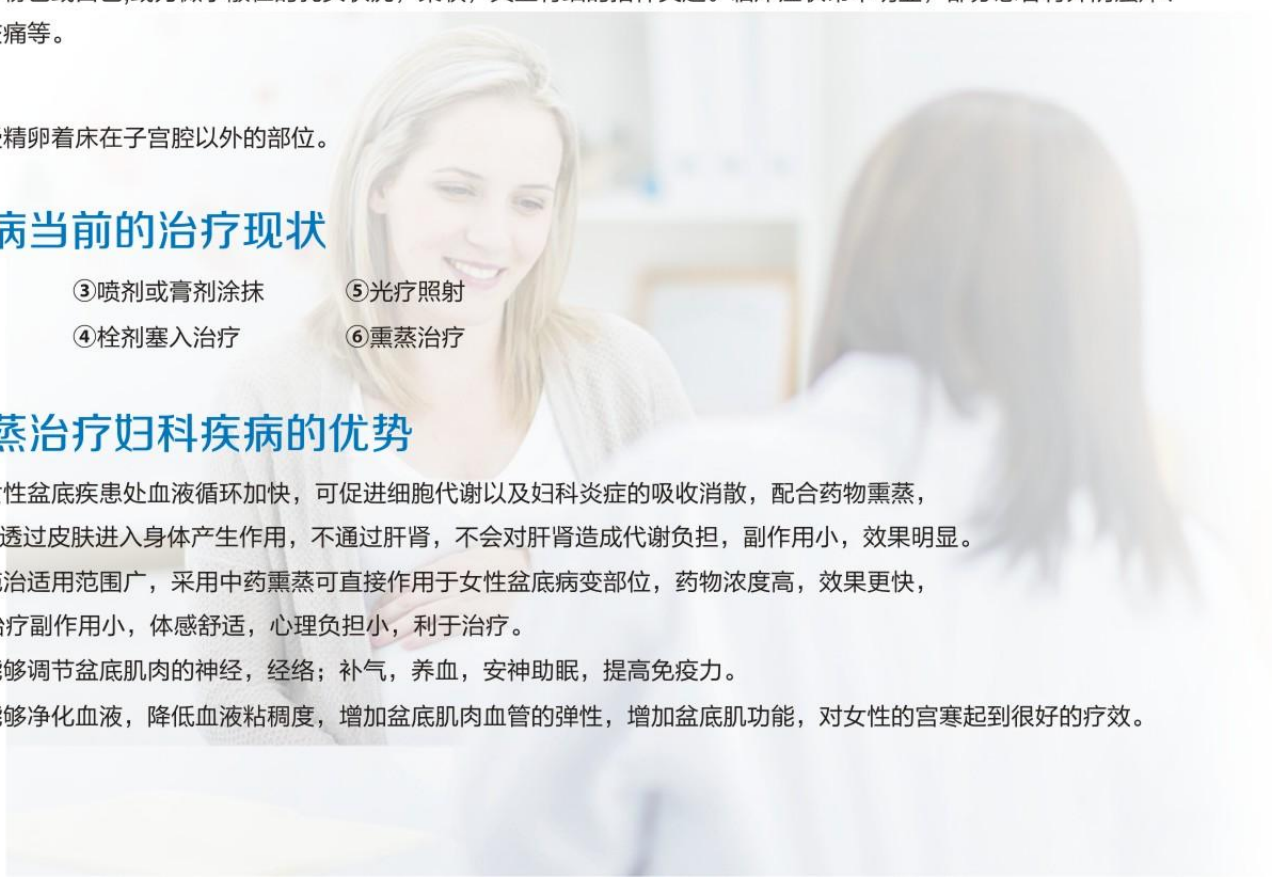 痛等。
精卵着床在子宫腔以外的部位。
病当前的治疗现状
③喷剂或膏剂涂抹 ⑤光疗照射
④栓剂塞入治疗 ⑥熏蒸治疗
蒸治疗妇科疾病的优势
性盆底疾患处血液循环加快，可促进细胞代谢以及妇科炎症的吸收消散，配合药物熏蒸，
透过皮肤进入身体产生作用，不通过肝肾，不会对肝肾造成代谢负担，副作用小，效果明显。
治适用范围广，采用中药熏蒸可直接作用于女性盆底病变部位，药物浓度高，效果更快，
疗副作用小，体感舒适，心理负担小，利于治疗。
够调节盆底肌肉的神经，经络；补气，养血，安神助眠，提高免疫力。
够净化血液，降低血液粘稠度，增加盆底肌肉血管的弹性，增加盆底肌功能，对女性的宫寒起到很好的疗效。